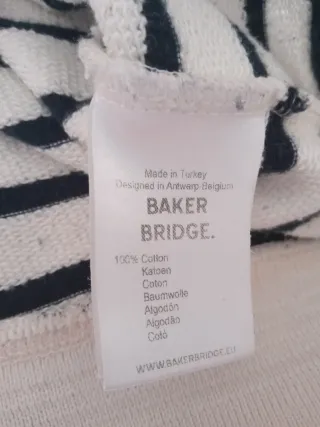 Made in Turkey
Designed in Antwerp Belgium
BAKER
BRIDGE.
100% Cotton
Katoen
Coton
Baumwolle
Algodón
Algodão
Cotó
WWW.BAKERBRIDGE.EU